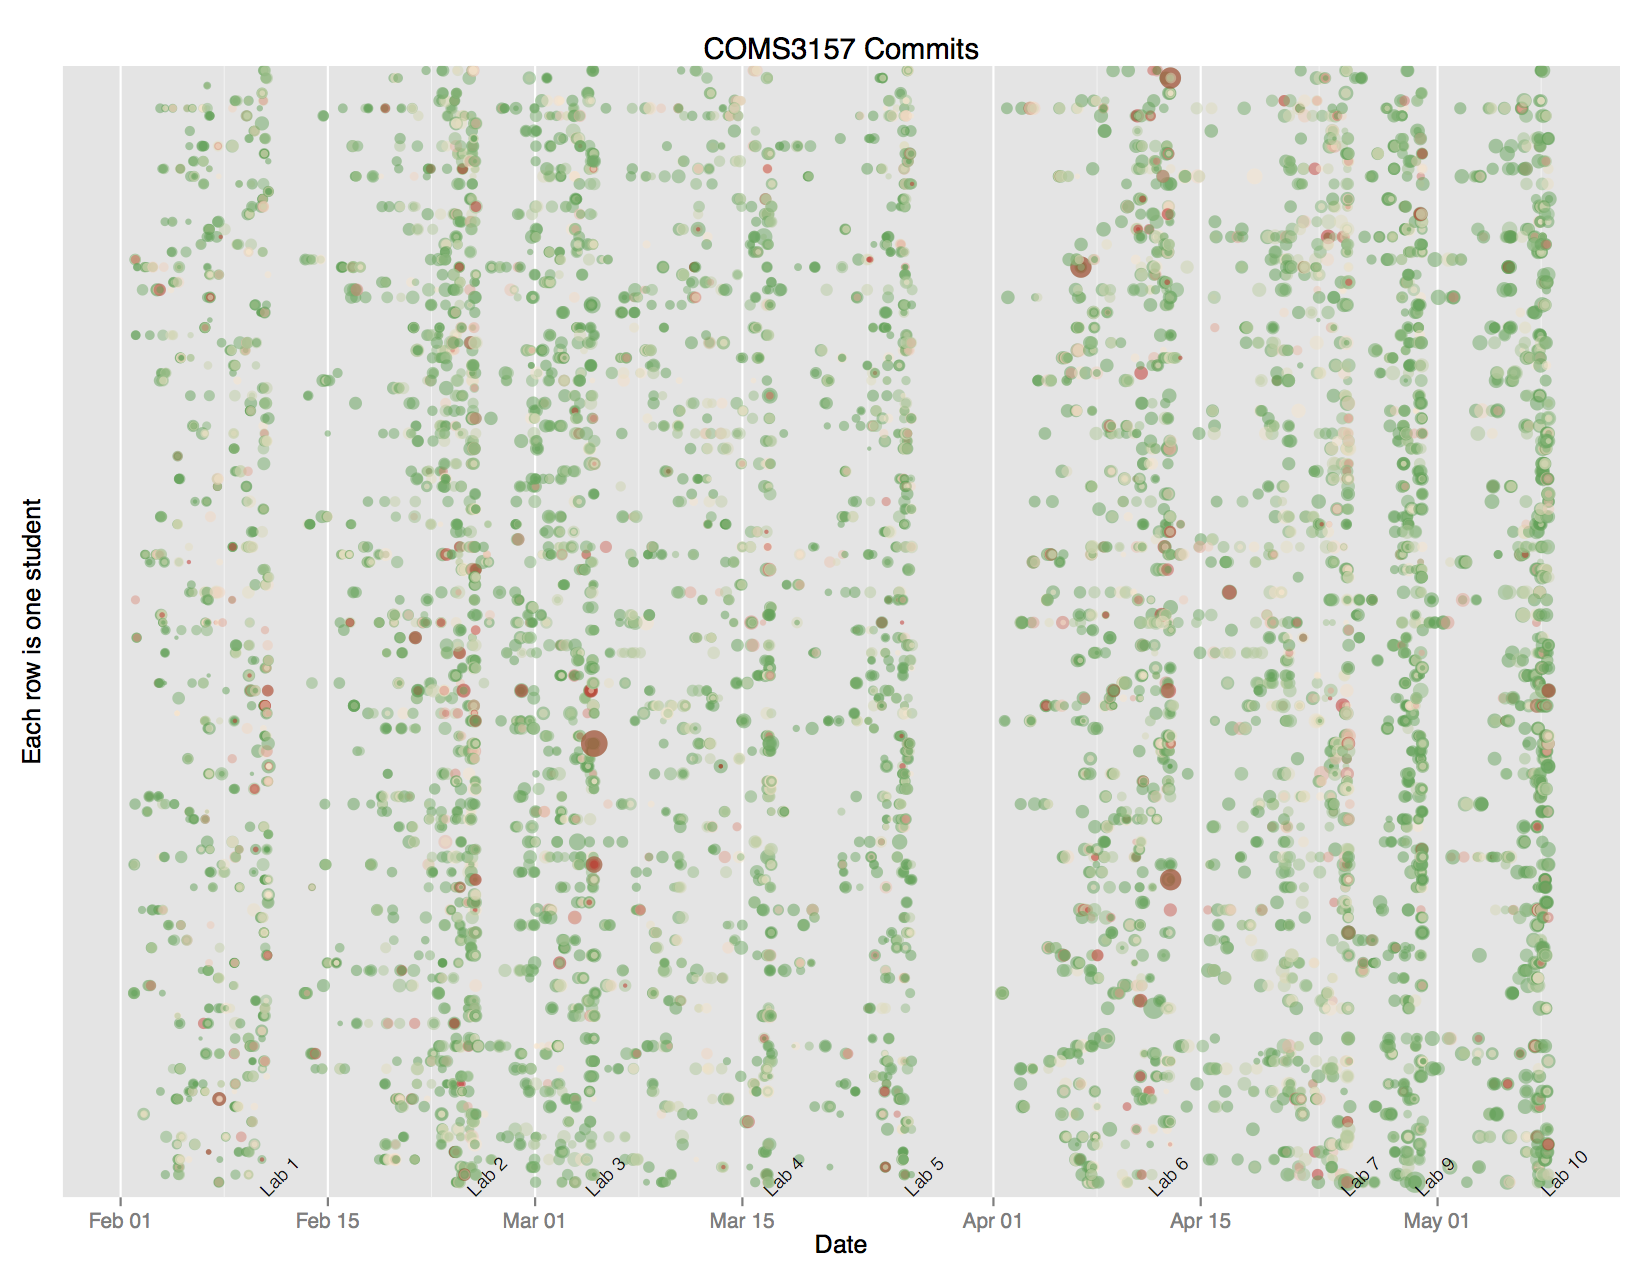 COMS3157 Commits
Each row is one student
Lab 1
Lab 2
Lab 3
Lab 4
Lab 5
Lab 6
Lab 7
Lab 9
Lab 10
Feb 01
Feb 15
Mar 01
Mar 15
Apr 01
Apr 15
May 01
Date